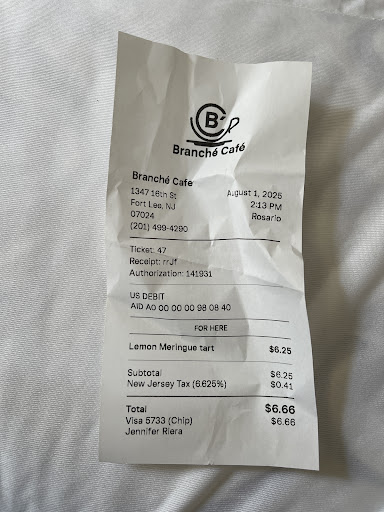 B
Branché Café
Branché Cafe
1347 16th St
August 1, 2025
Fort Lee, NJ
2:13 PM
07024
Rosario
(201) 499-4290
Ticket: 47
Receipt: rrJf
Authorization: 141931
US DEBIT
AID A0 00 00 00 98 08 40
FOR HERE
Lemon Meringue tart $6.25
Subtotal $6.25
New Jersey Tax (6.625%) $0.41
Total $6.66
Visa 5733 (Chip) $6.66
Jennifer Riera